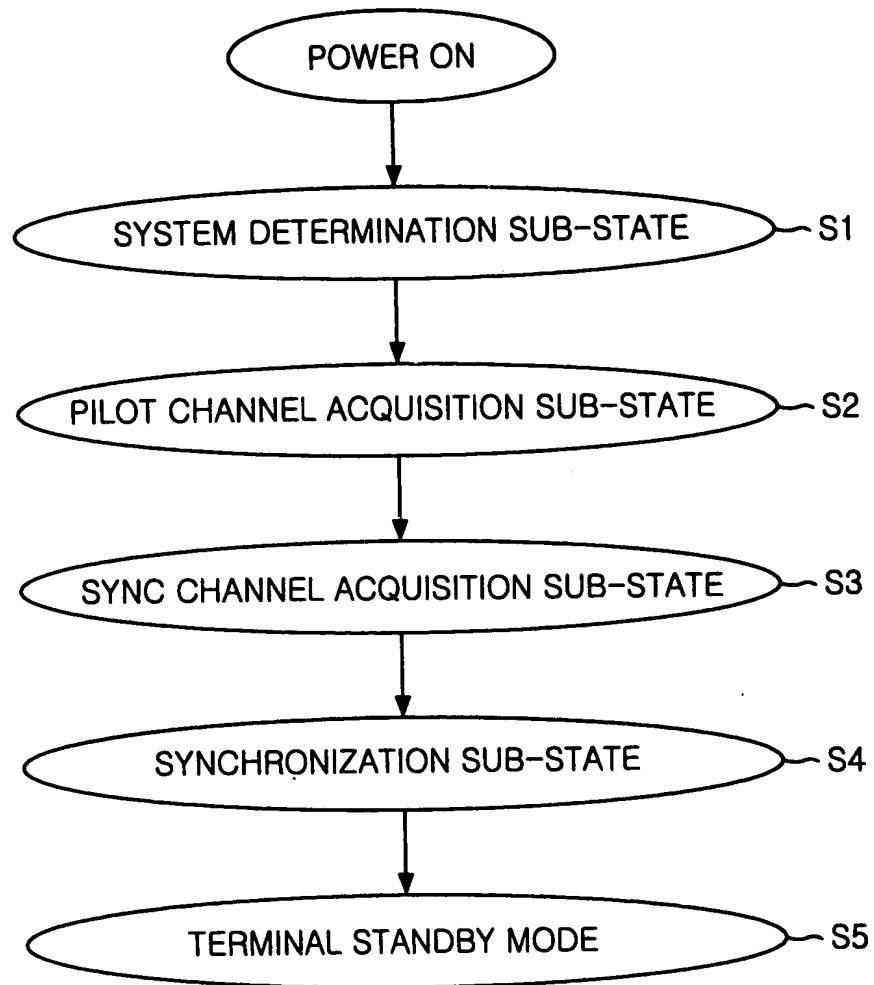 POWER ON
SYSTEM DETERMINATION SUB-STATE S1
PILOT CHANNEL ACQUISITION SUB-STATE S2
SYNC CHANNEL ACQUISITION SUB-STATE S3
SYNCHRONIZATION SUB-STATE S4
TERMINAL STANDBY MODE S5